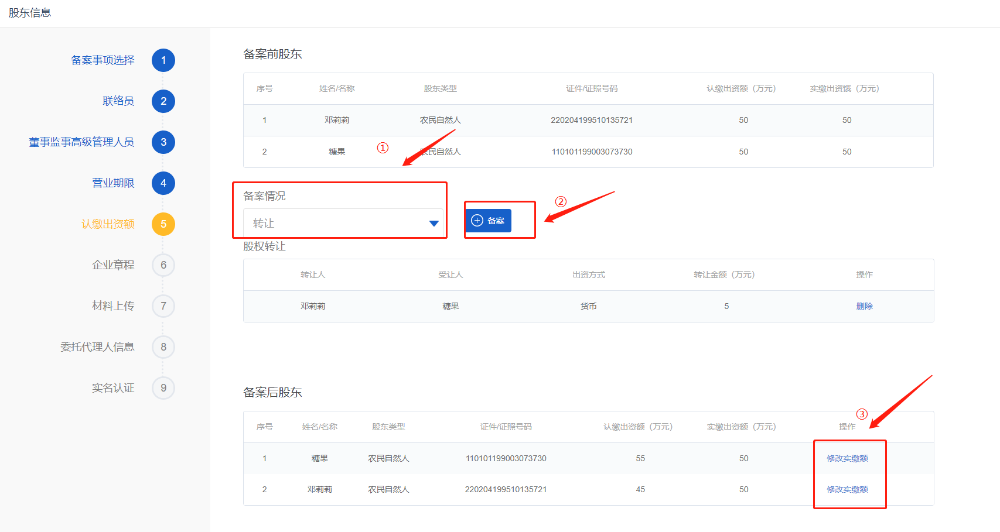 股东信息
备案事项选择 1
联络员 2
董事监事高级管理人员 3
营业期限 4
认缴出资额 5
企业章程 6
材料上传 7
委托代理人信息 8
实名认证 9
备案前股东
序号 姓名/名称 股东类型 证件/证照号码 认缴出资额（万元） 实缴出资饿（万元）
1 邓莉莉 农民自然人 220204199510135721 50 50
2 糖果 农民自然人 110101199003073730 50 50
①
备案情况
转让
②
备案
股权转让
转让人 受让人 出资方式 转让金额（万元） 操作
邓莉莉 糖果 货币 5 删除
备案后股东
③
序号 姓名/名称 股东类型 证件/证照号码 认缴出资额（万元） 实缴出资额（万元） 操作
1 糖果 农民自然人 110101199003073730 55 50 修改实缴额
2 邓莉莉 农民自然人 220204199510135721 45 50 修改实缴额